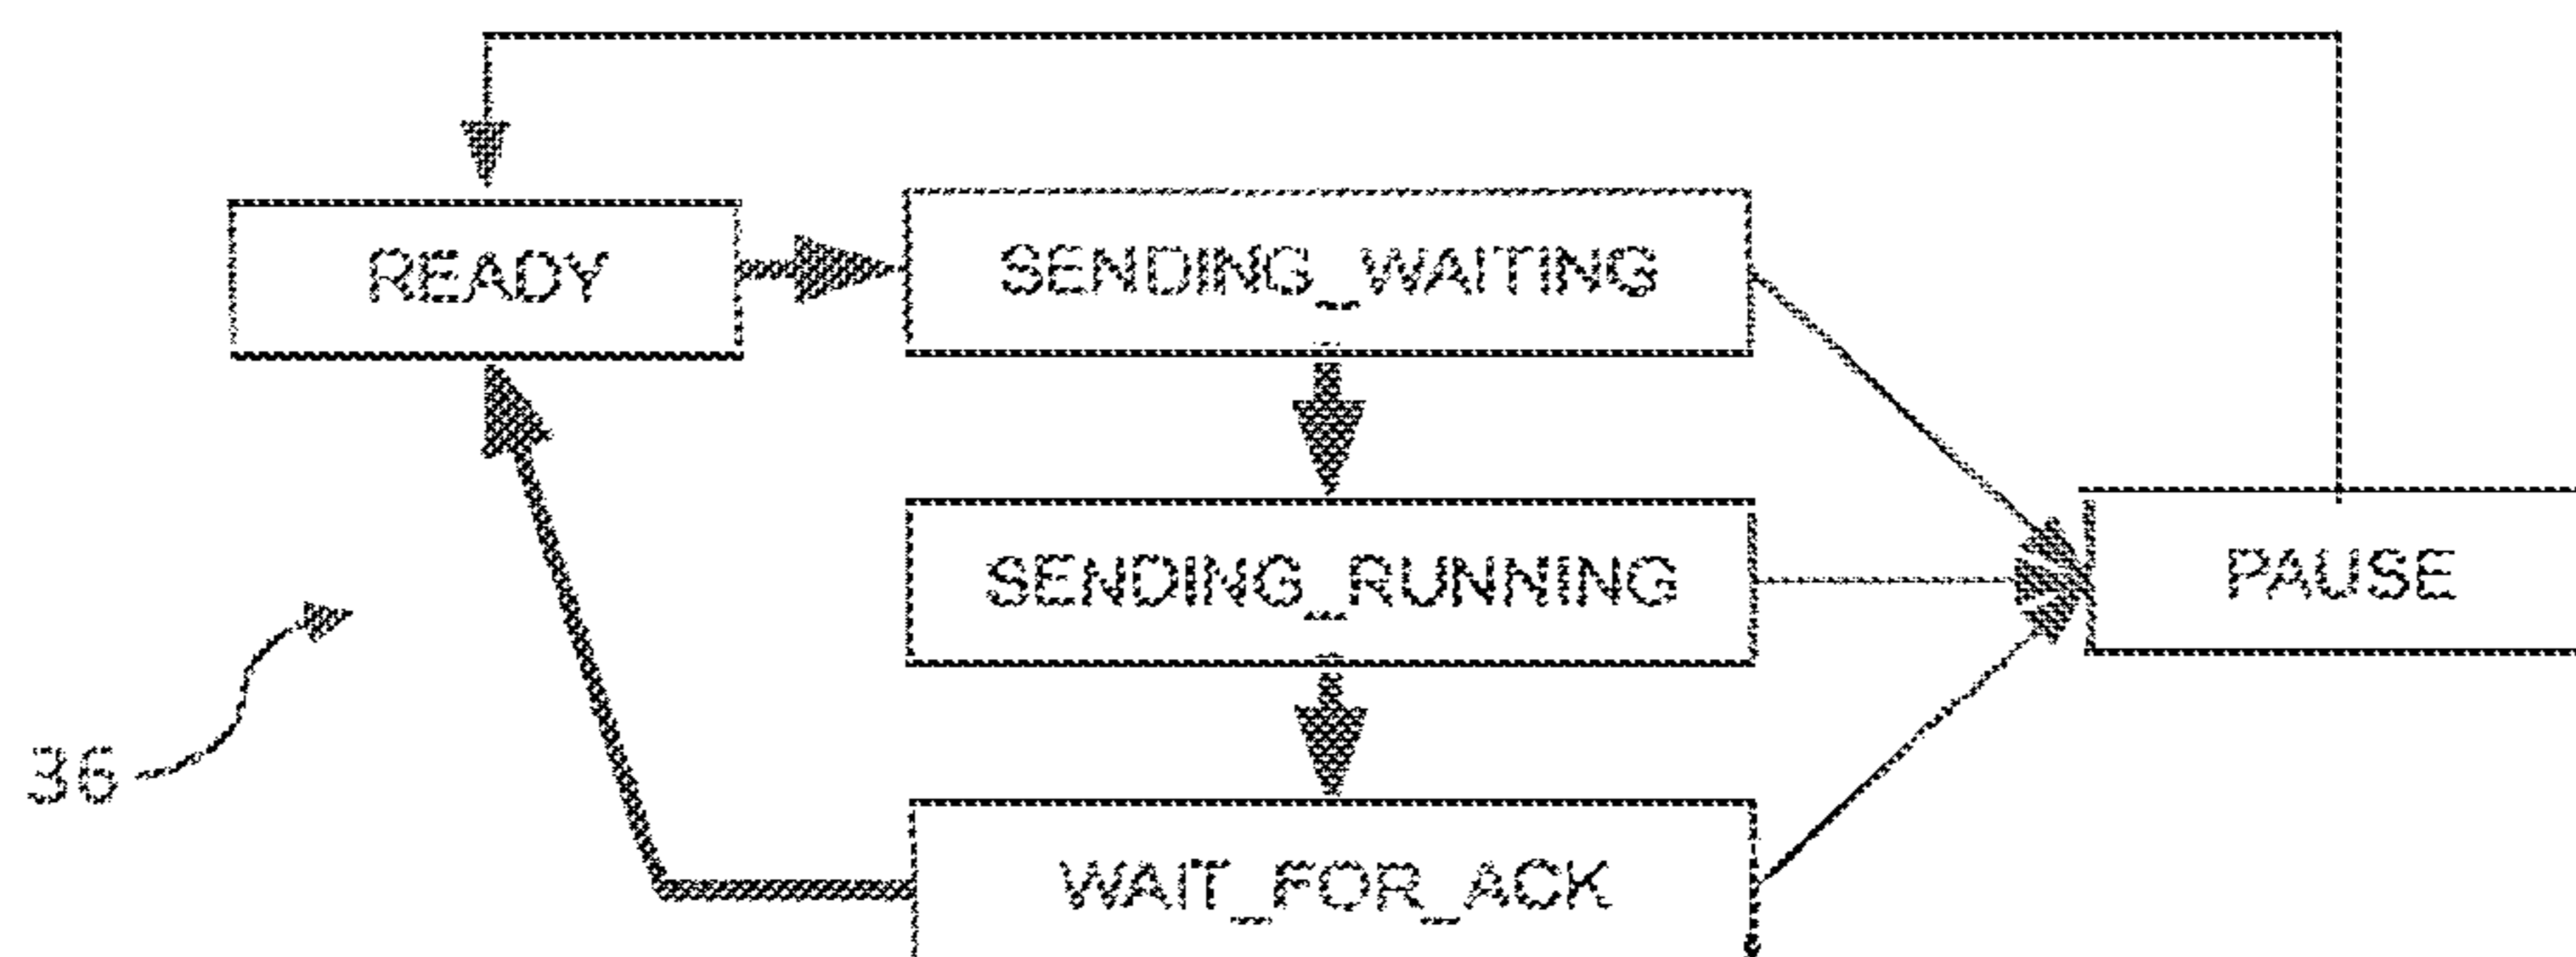 READY
SENDING_WAITING
SENDING_RUNNING
PAUSE
36
WAIT_FOR_ACK